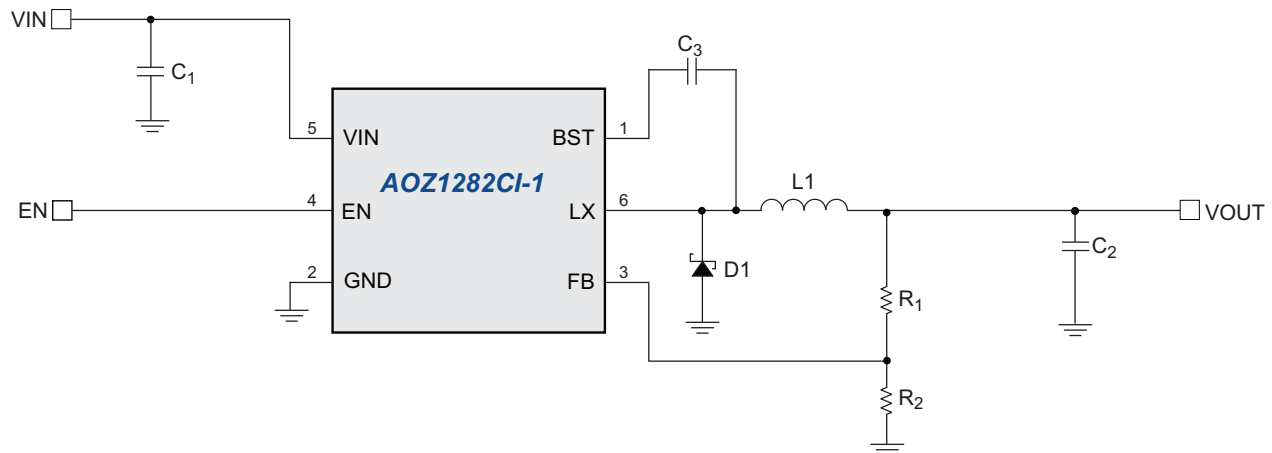 VIN
C1
C3
5
VIN
BST
1
AOZ1282CI-1
L1
EN
4
EN
LX
6
VOUT
C2
D1
2
GND
FB
3
R1
R2